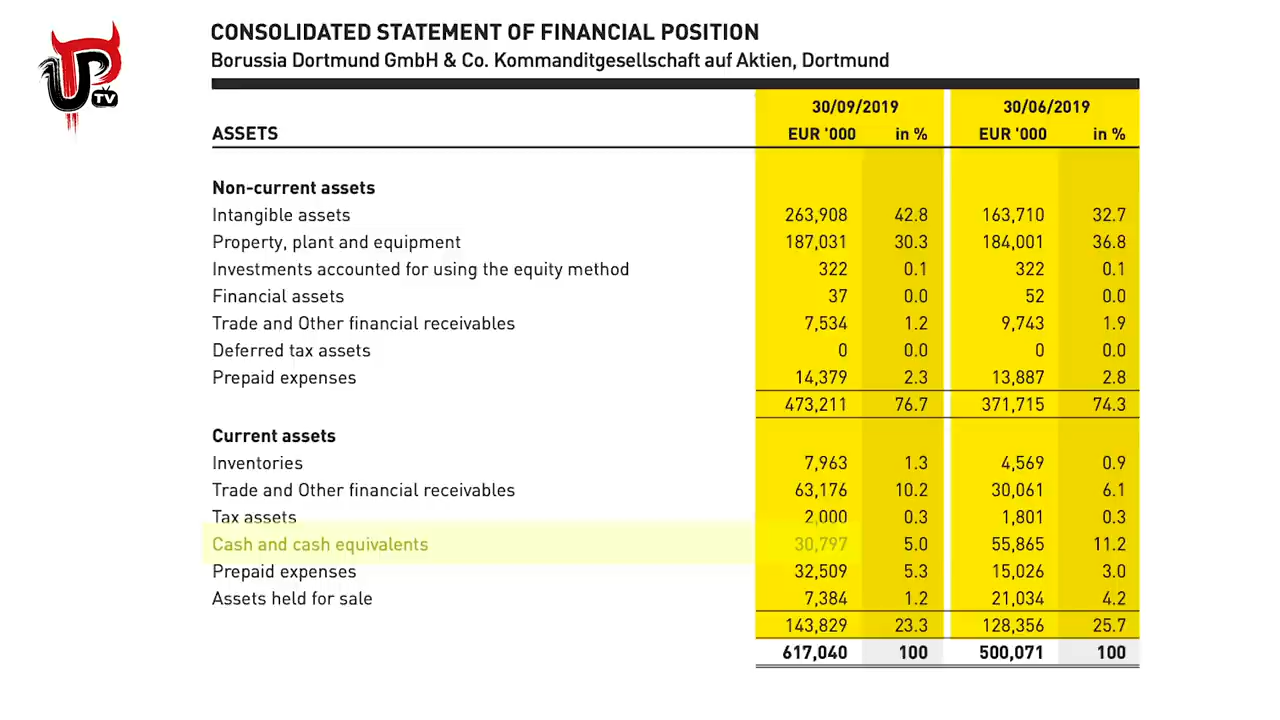 UP
TV
CONSOLIDATED STATEMENT OF FINANCIAL POSITION
Borussia Dortmund GmbH & Co. Kommanditgesellschaft auf Aktien, Dortmund
30/09/2019 30/06/2019
ASSETS EUR '000 in % EUR '000 in %
Non-current assets
Intangible assets 263,908 42.8 163,710 32.7
Property, plant and equipment 187,031 30.3 184,001 36.8
Investments accounted for using the equity method 322 0.1 322 0.1
Financial assets 37 0.0 52 0.0
Trade and Other financial receivables 7,534 1.2 9,743 1.9
Deferred tax assets 0 0.0 0 0.0
Prepaid expenses 14,379 2.3 13,887 2.8
473,211 76.7 371,715 74.3
Current assets
Inventories 7,963 1.3 4,569 0.9
Trade and Other financial receivables 63,176 10.2 30,061 6.1
Tax assets 2,000 0.3 1,801 0.3
Cash and cash equivalents 30,797 5.0 55,865 11.2
Prepaid expenses 32,509 5.3 15,026 3.0
Assets held for sale 7,384 1.2 21,034 4.2
143,829 23.3 128,356 25.7
617,040 100 500,071 100